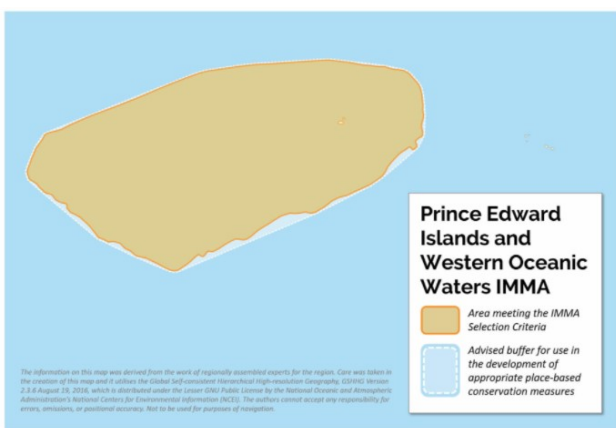 Prince Edward
Islands and
Western Oceanic
Waters IMMA
Area meeting the IMMA
Selection Criteria
Advised buffer for use in
the development of
appropriate place-based
conservation measures
The information on this map was derived from the work of regionally assembled experts for the region. Care was taken in
the creation of this map and it utilises the Global Self-consistent Hierarchical High-resolution Geography, GSHHG Version
2.3.6 August 19, 2016, which is distributed under the Lesser GNU Public License by the National Oceanic and Atmospheric
Administration's National Centers for Environmental Information (NCEI). The authors cannot accept any responsibility for
errors, omissions, or positional accuracy. Not to be used for purposes of navigation.